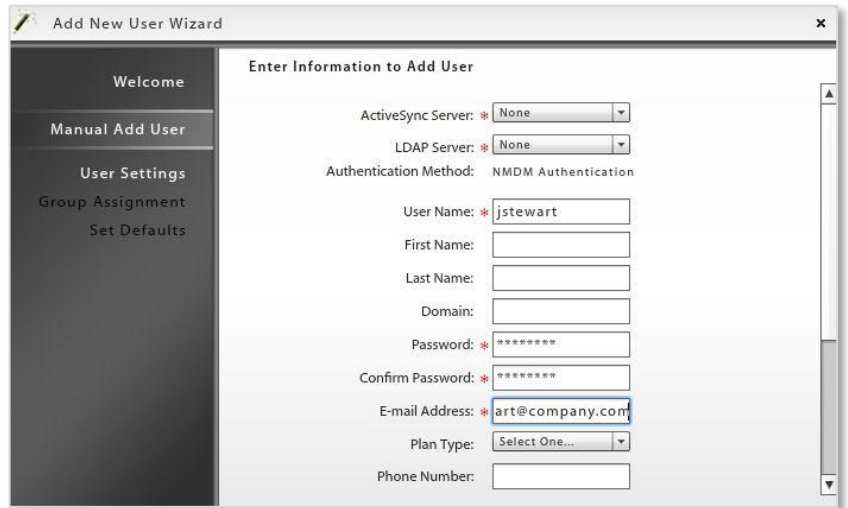 Add New User Wizard
×
Welcome
Manual Add User
User Settings
Group Assignment
Set Defaults
Enter Information to Add User
ActiveSync Server: * None
LDAP Server: * None
Authentication Method: NMDM Authentication
User Name: * jstewart
First Name:
Last Name:
Domain:
Password: * ********
Confirm Password: * ********
E-mail Address: * art@company.com
Plan Type: Select One...
Phone Number: